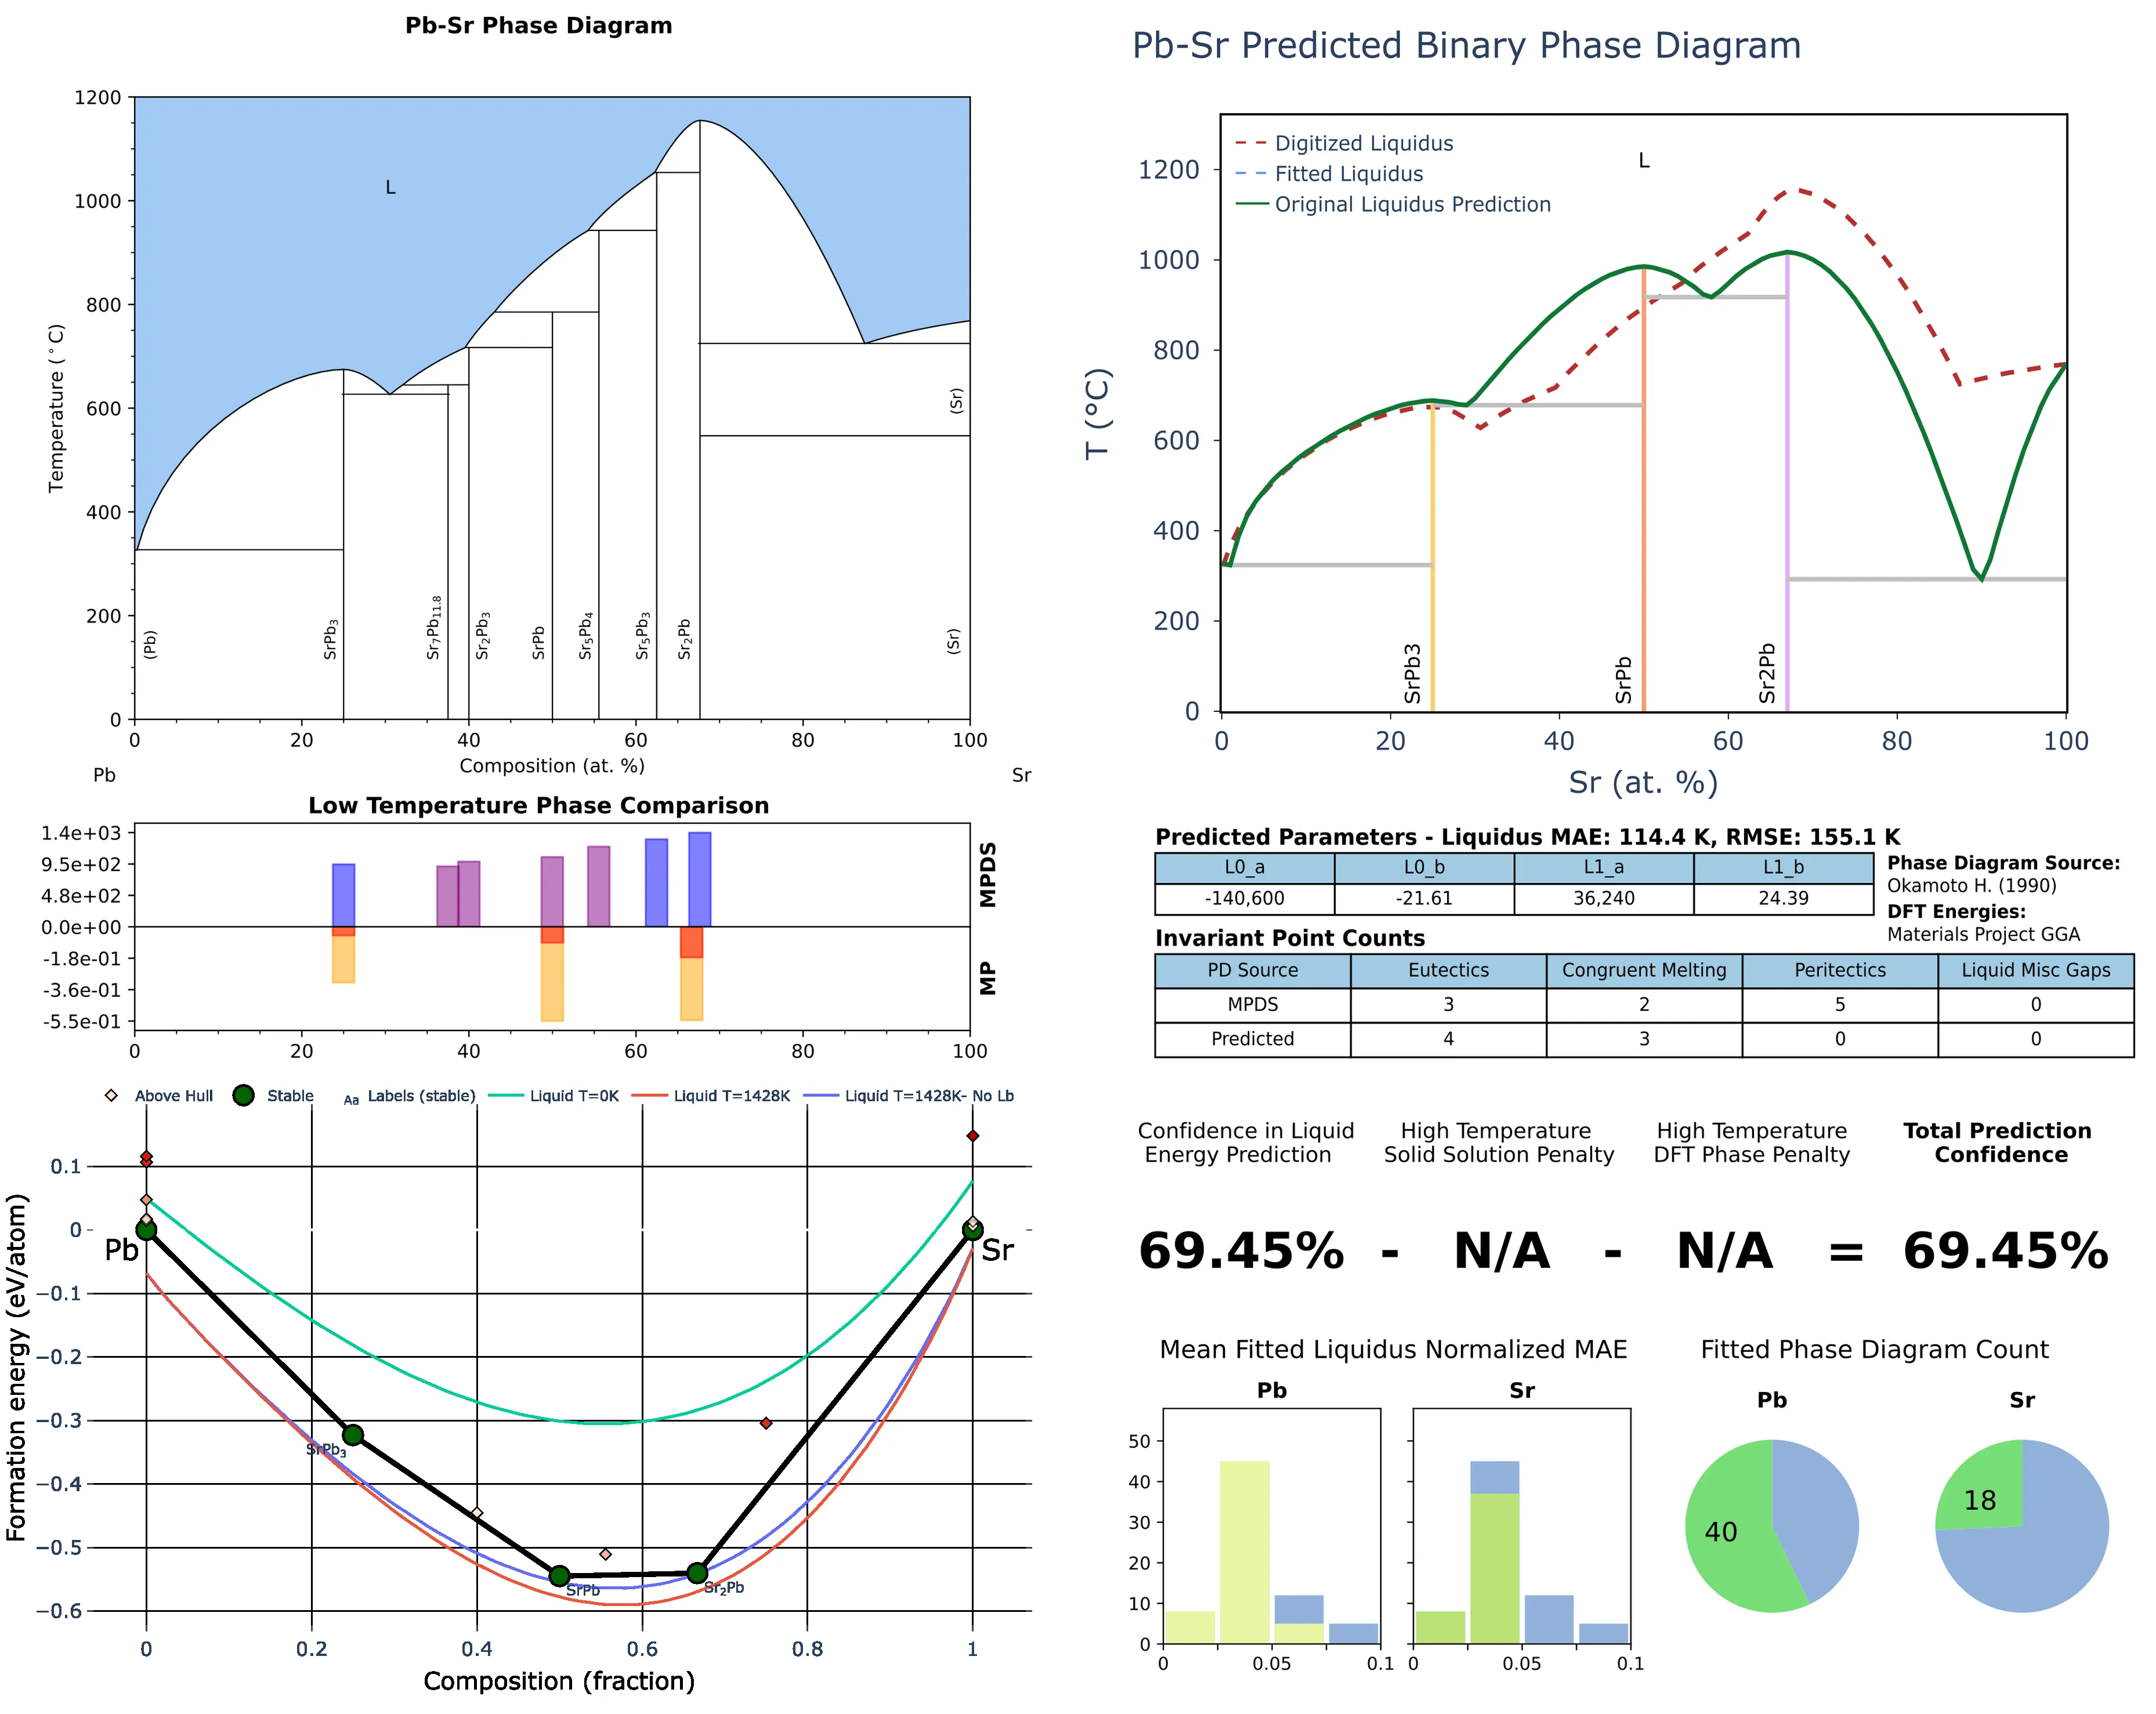 Pb-Sr Phase Diagram
1200
1000
800
600
400
200
0
Temperature (°C)
L
(Pb)
SrPb3
Sr7Pb11.8
Sr2Pb3
SrPb
Sr5Pb4
Sr5Pb3
Sr2Pb
(Sr)
(Sr)
0 20 40 60 80 100
Composition (at. %)
Pb Sr
Low Temperature Phase Comparison
1.4e+03
9.5e+02
4.8e+02
0.0e+00
-1.8e-01
-3.6e-01
-5.5e-01
MPDS
MP
0 20 40 60 80 100
Above Hull Stable Aa Labels (stable) Liquid T=0K Liquid T=1428K Liquid T=1428K- No Lb
0.1
0
−0.1
−0.2
−0.3
−0.4
−0.5
−0.6
Formation energy (eV/atom)
Pb
SrPb3
SrPb
Sr2Pb
Sr
0 0.2 0.4 0.6 0.8 1
Composition (fraction)
Pb-Sr Predicted Binary Phase Diagram
Digitized Liquidus
Fitted Liquidus
Original Liquidus Prediction
L
1200
1000
800
600
400
200
0
T (°C)
SrPb3
SrPb
Sr2Pb
0 20 40 60 80 100
Sr (at. %)
Predicted Parameters - Liquidus MAE: 114.4 K, RMSE: 155.1 K
L0_a L0_b L1_a L1_b
-140,600 -21.61 36,240 24.39
Phase Diagram Source:
Okamoto H. (1990)
DFT Energies:
Materials Project GGA
Invariant Point Counts
PD Source Eutectics Congruent Melting Peritectics Liquid Misc Gaps
MPDS 3 2 5 0
Predicted 4 3 0 0
Confidence in Liquid
Energy Prediction
High Temperature
Solid Solution Penalty
High Temperature
DFT Phase Penalty
Total Prediction
Confidence
69.45% - N/A - N/A = 69.45%
Mean Fitted Liquidus Normalized MAE
Pb Sr
50
40
30
20
10
0
0 0.05 0.1
0 0.05 0.1
Fitted Phase Diagram Count
Pb Sr
40
18